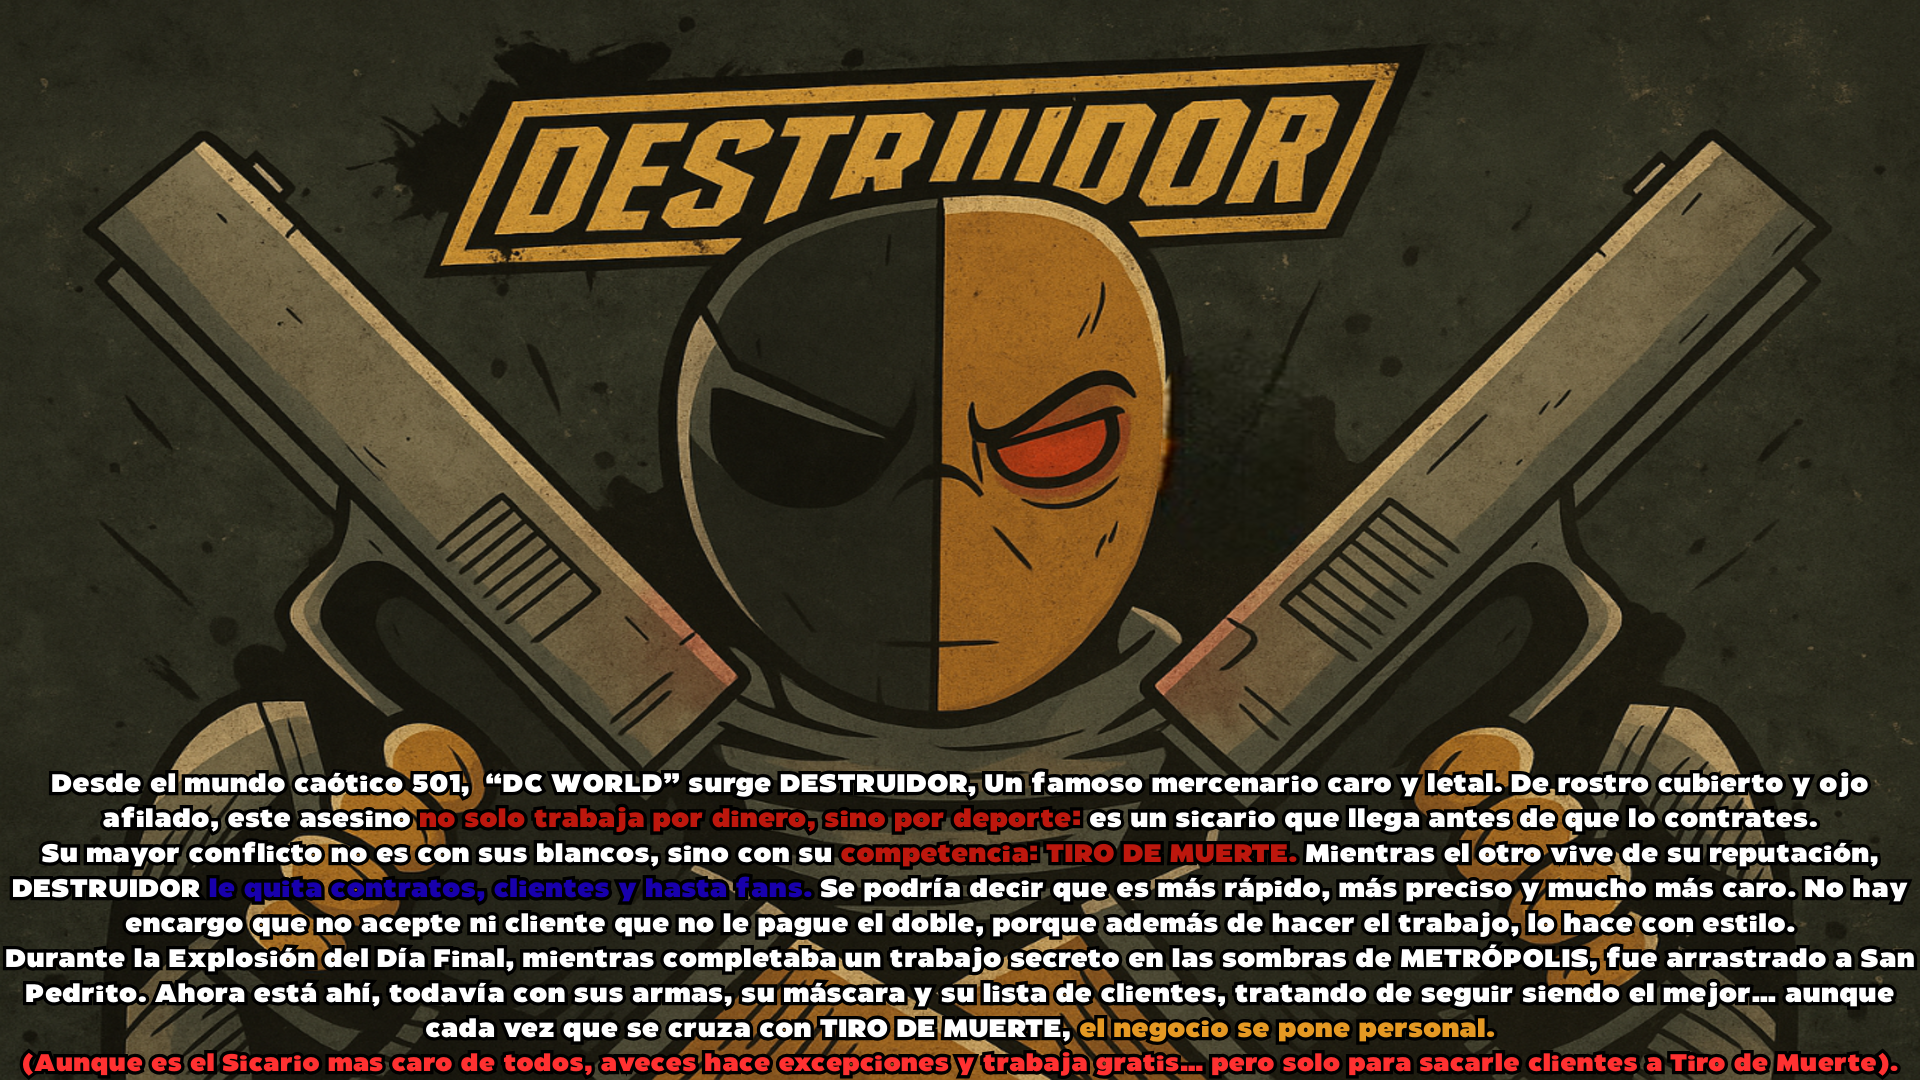 DESTRUIDOR
Desde el mundo caótico 501, “DC WORLD” surge DESTRUIDOR, Un famoso mercenario caro y letal. De rostro cubierto y ojo
afilado, este asesino no solo trabaja por dinero, sino por deporte: es un sicario que llega antes de que lo contrates.
Su mayor conflicto no es con sus blancos, sino con su competencia: TIRO DE MUERTE. Mientras el otro vive de su reputación,
DESTRUIDOR le quita contratos, clientes y hasta fans. Se podría decir que es más rápido, más preciso y mucho más caro. No hay
encargo que no acepte ni cliente que no le pague el doble, porque además de hacer el trabajo, lo hace con estilo.
Durante la Explosión del Día Final, mientras completaba un trabajo secreto en las sombras de METRÓPOLIS, fue arrastrado a San
Pedrito. Ahora está ahí, todavía con sus armas, su máscara y su lista de clientes, tratando de seguir siendo el mejor... aunque
cada vez que se cruza con TIRO DE MUERTE, el negocio se pone personal.
(Aunque es el Sicario mas caro de todos, aveces hace excepciones y trabaja gratis... pero solo para sacarle clientes a Tiro de Muerte).